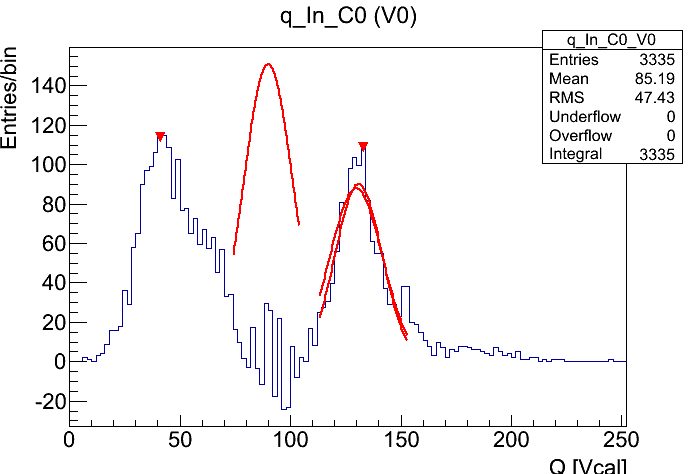 q_In_C0 (V0)
q_In_C0_V0
Entries 3335
Mean 85.19
RMS 47.43
Underflow 0
Overflow 0
Integral 3335
Entries/bin
140
120
100
80
60
40
20
0
-20
0 50 100 150 200 250
Q [Vcal]